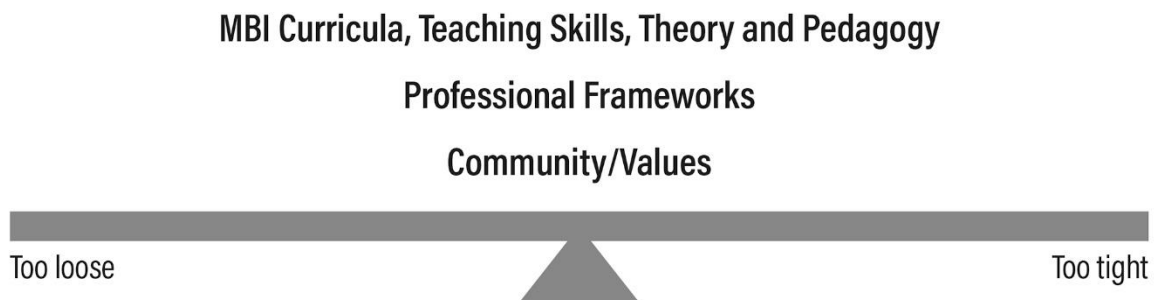 MBI Curricula, Teaching Skills, Theory and Pedagogy
Professional Frameworks
Community/Values
Too loose
Too tight